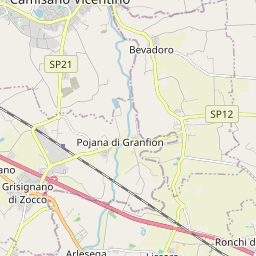 Camisano Vicentino
Bevadoro
SP21
SP12
Pojana di Granfion
Grisignano
di Zocco
Ronchi di
Arlesega